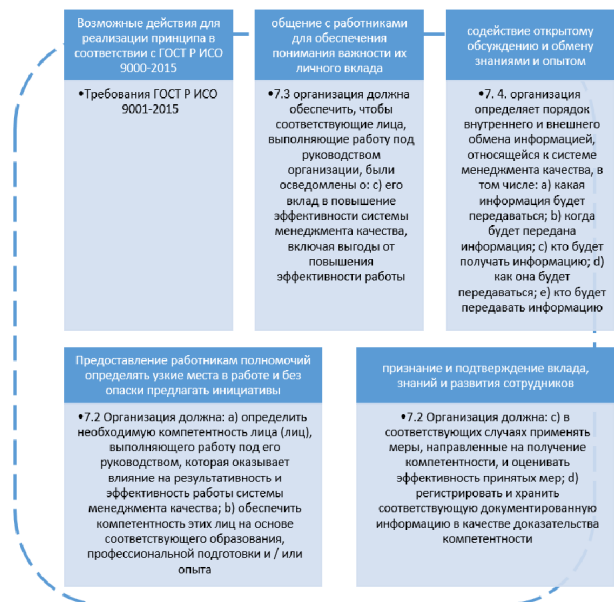 Возможные действия для
реализации принципа в
соответствии с ГОСТ Р ИСО
9000-2015
•Требования ГОСТ Р ИСО
9001-2015
общение с работниками
для обеспечения
понимания важности их
личного вклада
•7.3 организация должна
обеспечить, чтобы
соответствующие лица,
выполняющие работу под
руководством
организации, были
осведомлены о: c) его
вклад в повышение
эффективности системы
менеджмента качества,
включая выгоды от
повышения
эффективности работы
содействие открытому
обсуждению и обмену
знаниями и опытом
•7. 4. организация
определяет порядок
внутреннего и внешнего
обмена информацией,
относящейся к системе
менеджмента качества, в
том числе: a) какая
информация будет
передаваться; b) когда
будет передана
информация; c) кто будет
получать информацию; d)
как она будет
передаваться; e) кто будет
передавать информацию
Предоставление работникам полномочий
определять узкие места в работе и без
опаски предлагать инициативы
•7.2 Организация должна: a) определить
необходимую компетентность лица (лиц),
выполняющего работу под его
руководством, которая оказывает
влияние на результативность и
эффективность работы системы
менеджмента качества; b) обеспечить
компетентность этих лиц на основе
соответствующего образования,
профессиональной подготовки и / или
опыта
признание и подтверждение вклада,
знаний и развития сотрудников
•7.2 Организация должна: c) в
соответствующих случаях применять
меры, направленные на получение
компетентности, и оценивать
эффективность принятых мер; d)
регистрировать и хранить
соответствующую документированную
информацию в качестве доказательства
компетентности